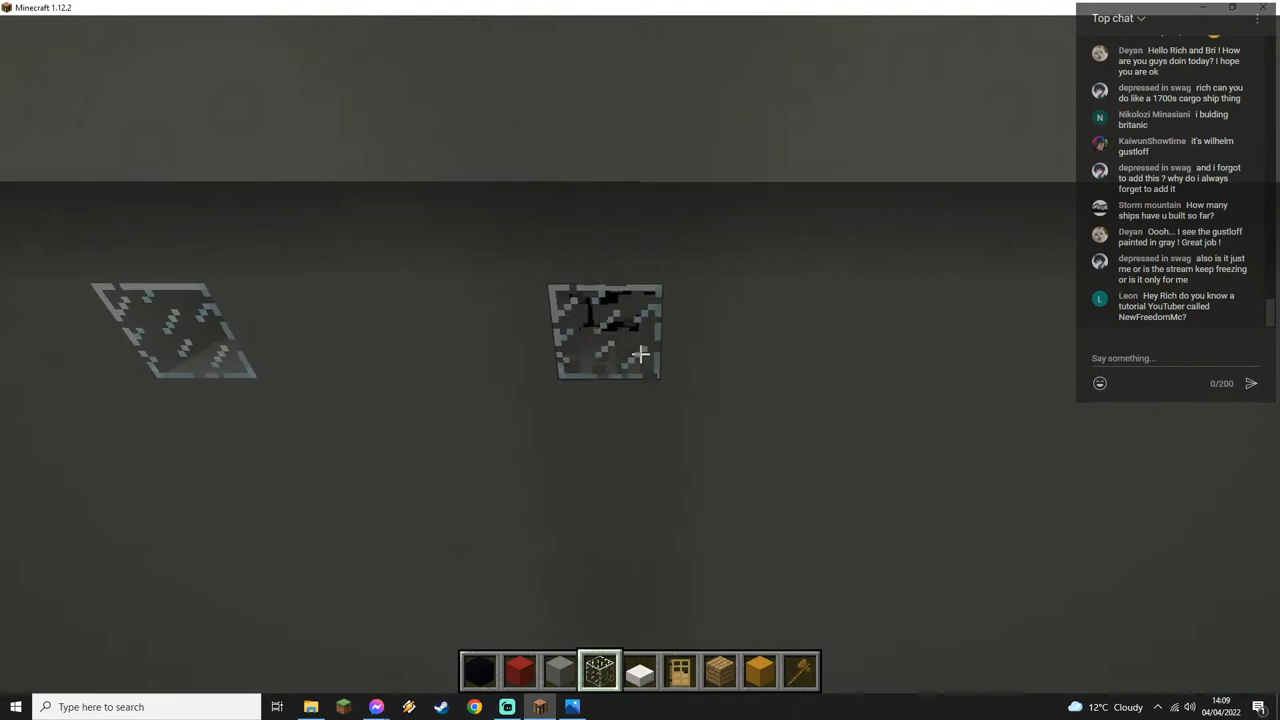 Minecraft 1.12.2
Top chat
Deyan Hello Rich and Bri ! How
are you guys doin today? I hope
you are ok
depressed in swag rich can you
do like a 1700s cargo ship thing
N
Nikolozi Minasiani i bulding
britanic
KaiwunShowtime it's wilhelm
gustloff
depressed in swag and i forgot
to add this ? why do i always
forget to add it
Storm mountain How many
ships have u built so far?
Deyan Oooh... I see the gustloff
painted in gray ! Great job !
depressed in swag also is it just
me or is the stream keep freezing
or is it only for me
L
Leon Hey Rich do you know a
tutorial YouTuber called
NewFreedomMc?
Say something...
0/200
Type here to search
12°C Cloudy
14:09
04/04/2022
1